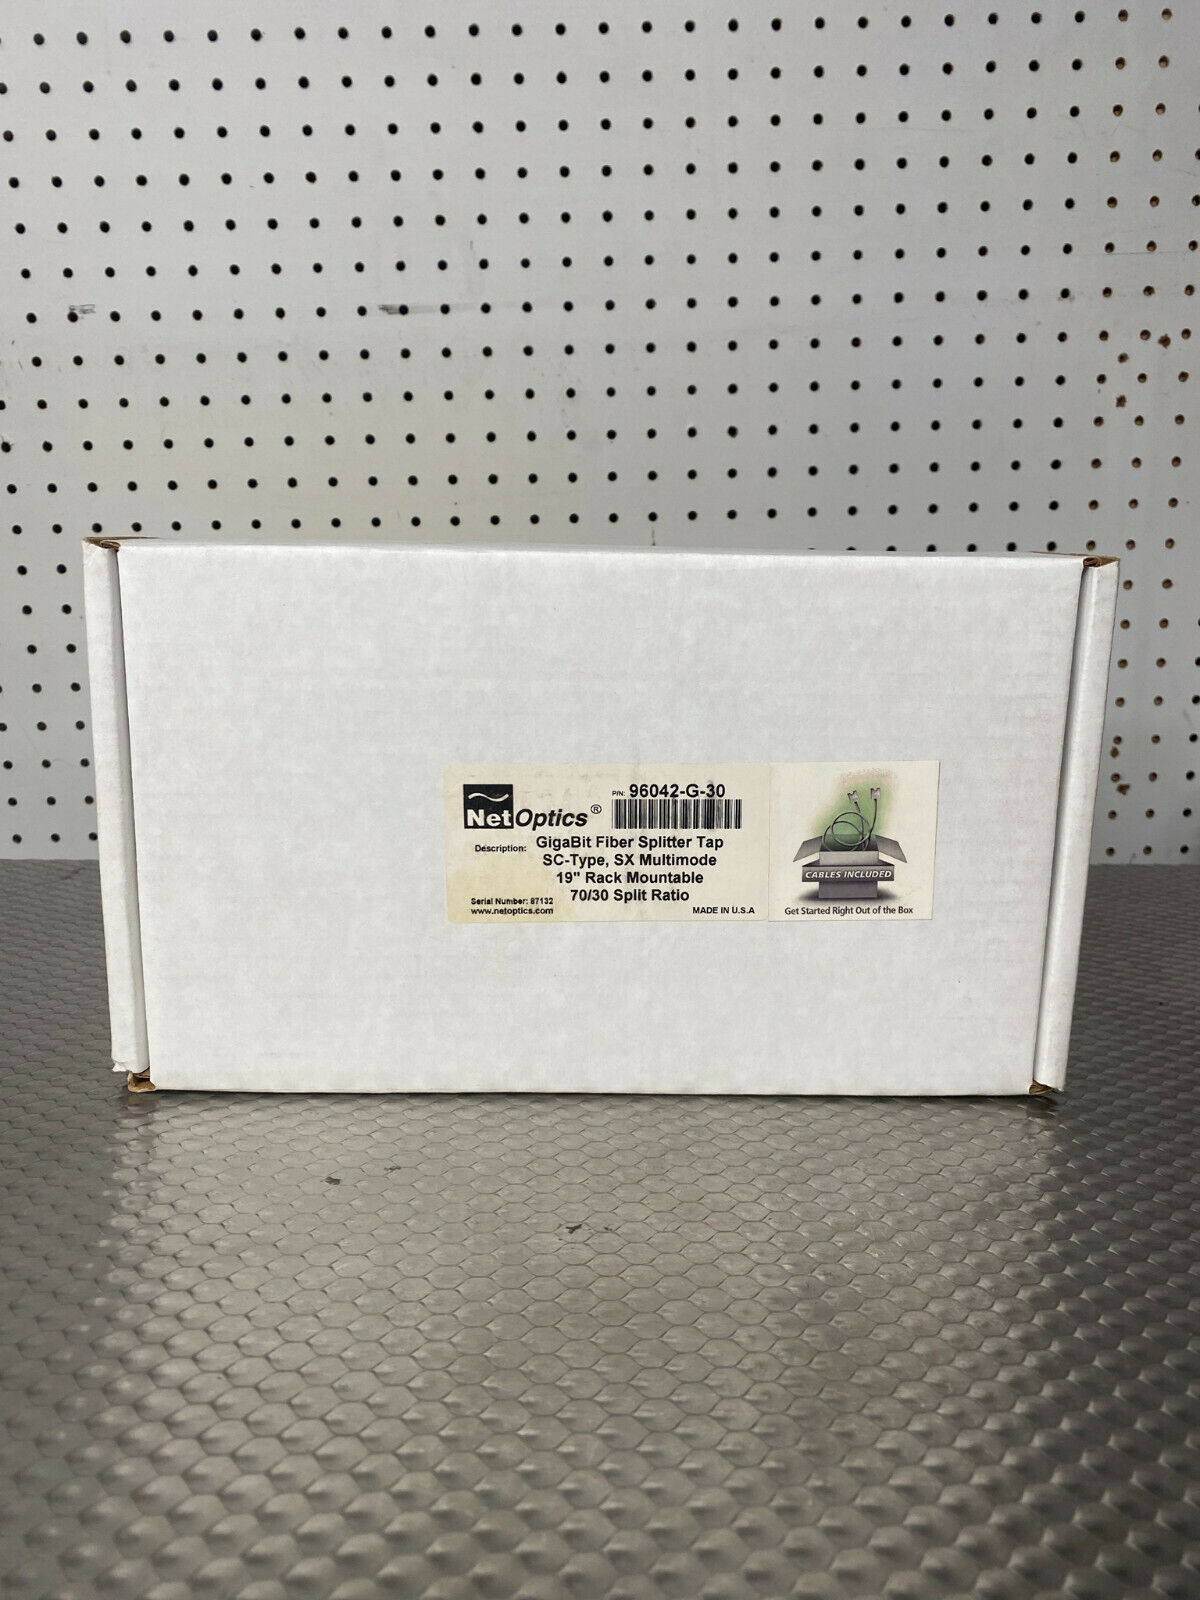 NetOptics®
P/N: 96042-G-30
Description: GigaBit Fiber Splitter Tap
SC-Type, SX Multimode
19" Rack Mountable
70/30 Split Ratio
Serial Number: 87132
www.netoptics.com
MADE IN U.S.A
CABLES INCLUDED
Get Started Right Out of the Box